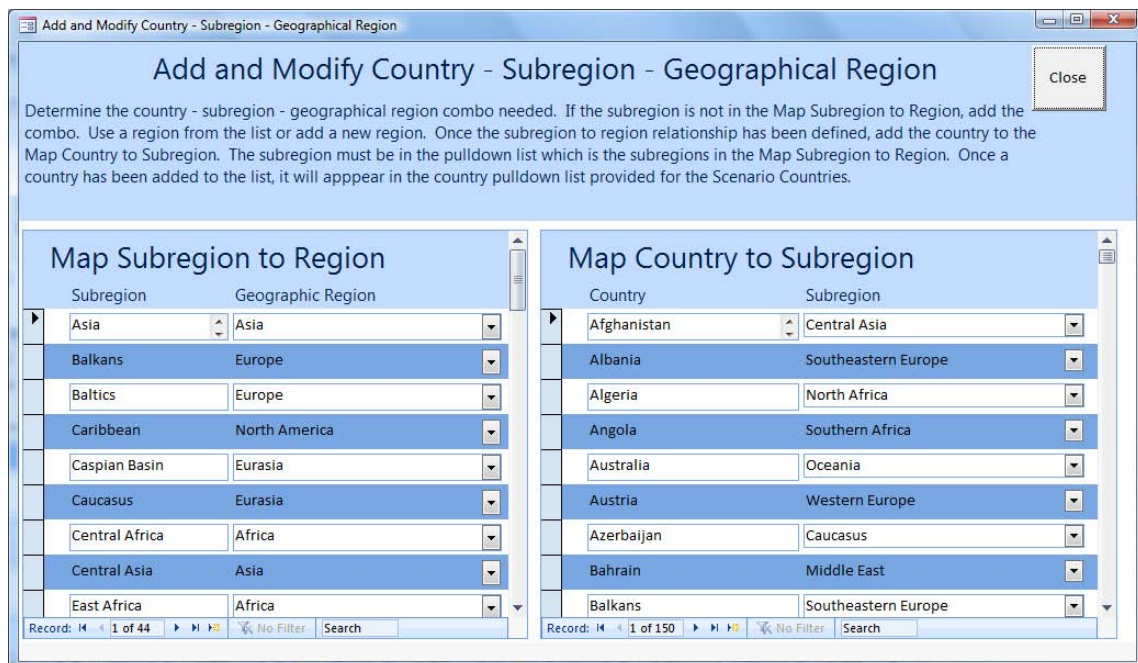 Add and Modify Country - Subregion - Geographical Region
Add and Modify Country - Subregion - Geographical Region
Close
Determine the country - subregion - geographical region combo needed. If the subregion is not in the Map Subregion to Region, add the
combo. Use a region from the list or add a new region. Once the subregion to region relationship has been defined, add the country to the
Map Country to Subregion. The subregion must be in the pulldown list which is the subregions in the Map Subregion to Region. Once a
country has been added to the list, it will apppear in the country pulldown list provided for the Scenario Countries.
Map Subregion to Region
Subregion Geographic Region
Asia Asia
Balkans Europe
Baltics Europe
Caribbean North America
Caspian Basin Eurasia
Caucasus Eurasia
Central Africa Africa
Central Asia Asia
East Africa Africa
Record: 1 of 44 No Filter Search
Map Country to Subregion
Country Subregion
Afghanistan Central Asia
Albania Southeastern Europe
Algeria North Africa
Angola Southern Africa
Australia Oceania
Austria Western Europe
Azerbaijan Caucasus
Bahrain Middle East
Balkans Southeastern Europe
Record: 1 of 150 No Filter Search